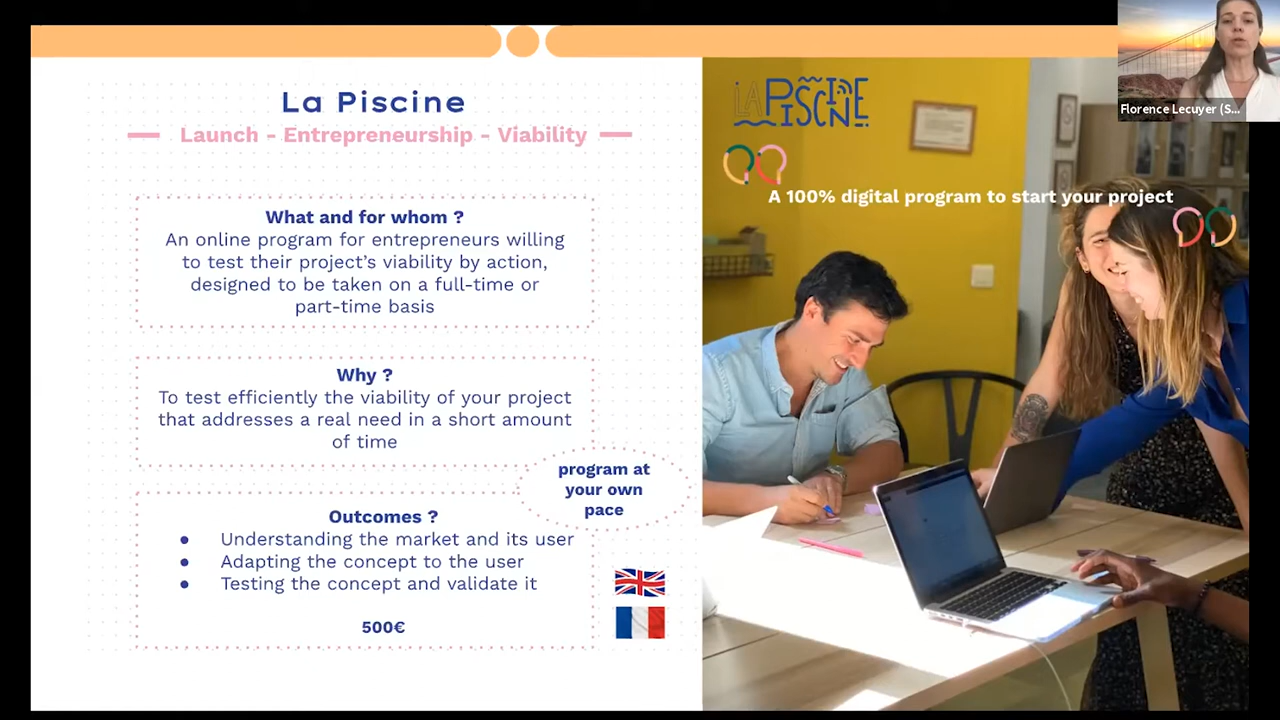 La Piscine
Launch - Entrepreneurship - Viability
What and for whom ?
An online program for entrepreneurs willing
to test their project's viability by action,
designed to be taken on a full-time or
part-time basis
Why ?
To test efficiently the viability of your project
that addresses a real need in a short amount
of time
program at
your own
pace
Outcomes ?
● Understanding the market and its user
● Adapting the concept to the user
● Testing the concept and validate it
500€
LA PISCINE
A 100% digital program to start your project
Florence Lecuyer (S...